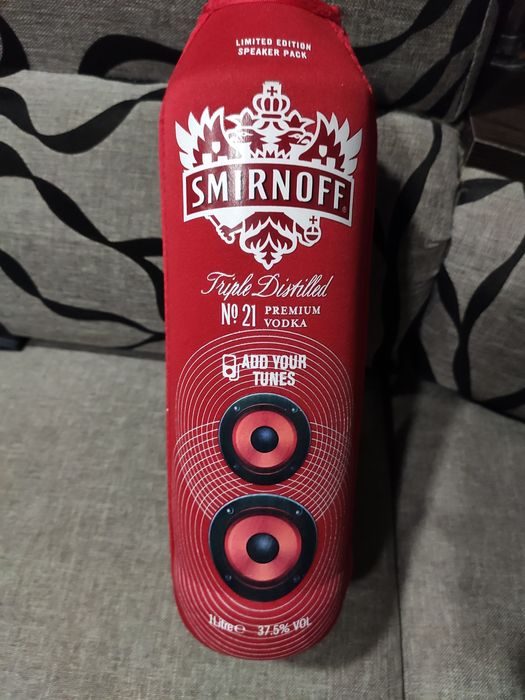 LIMITED EDITION
SPEAKER PACK
SMIRNOFF®
Triple Distilled
Nº 21 PREMIUM
VODKA
ADD YOUR
TUNES
1Litre℮ 37.5% VOL